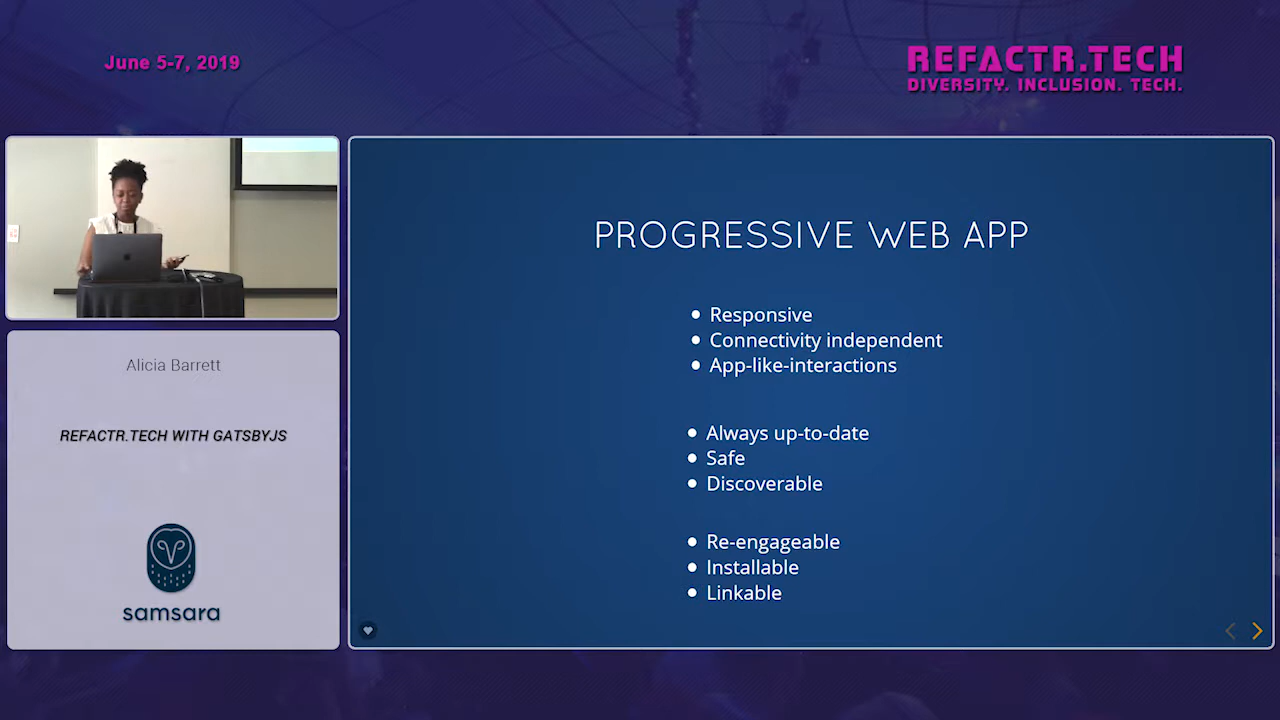 June 5-7, 2019
REFACTR.TECH
DIVERSITY. INCLUSION. TECH.
Alicia Barrett
REFACTR.TECH WITH GATSBYJS
samsara
PROGRESSIVE WEB APP
Responsive
Connectivity independent
App-like-interactions
Always up-to-date
Safe
Discoverable
Re-engageable
Installable
Linkable